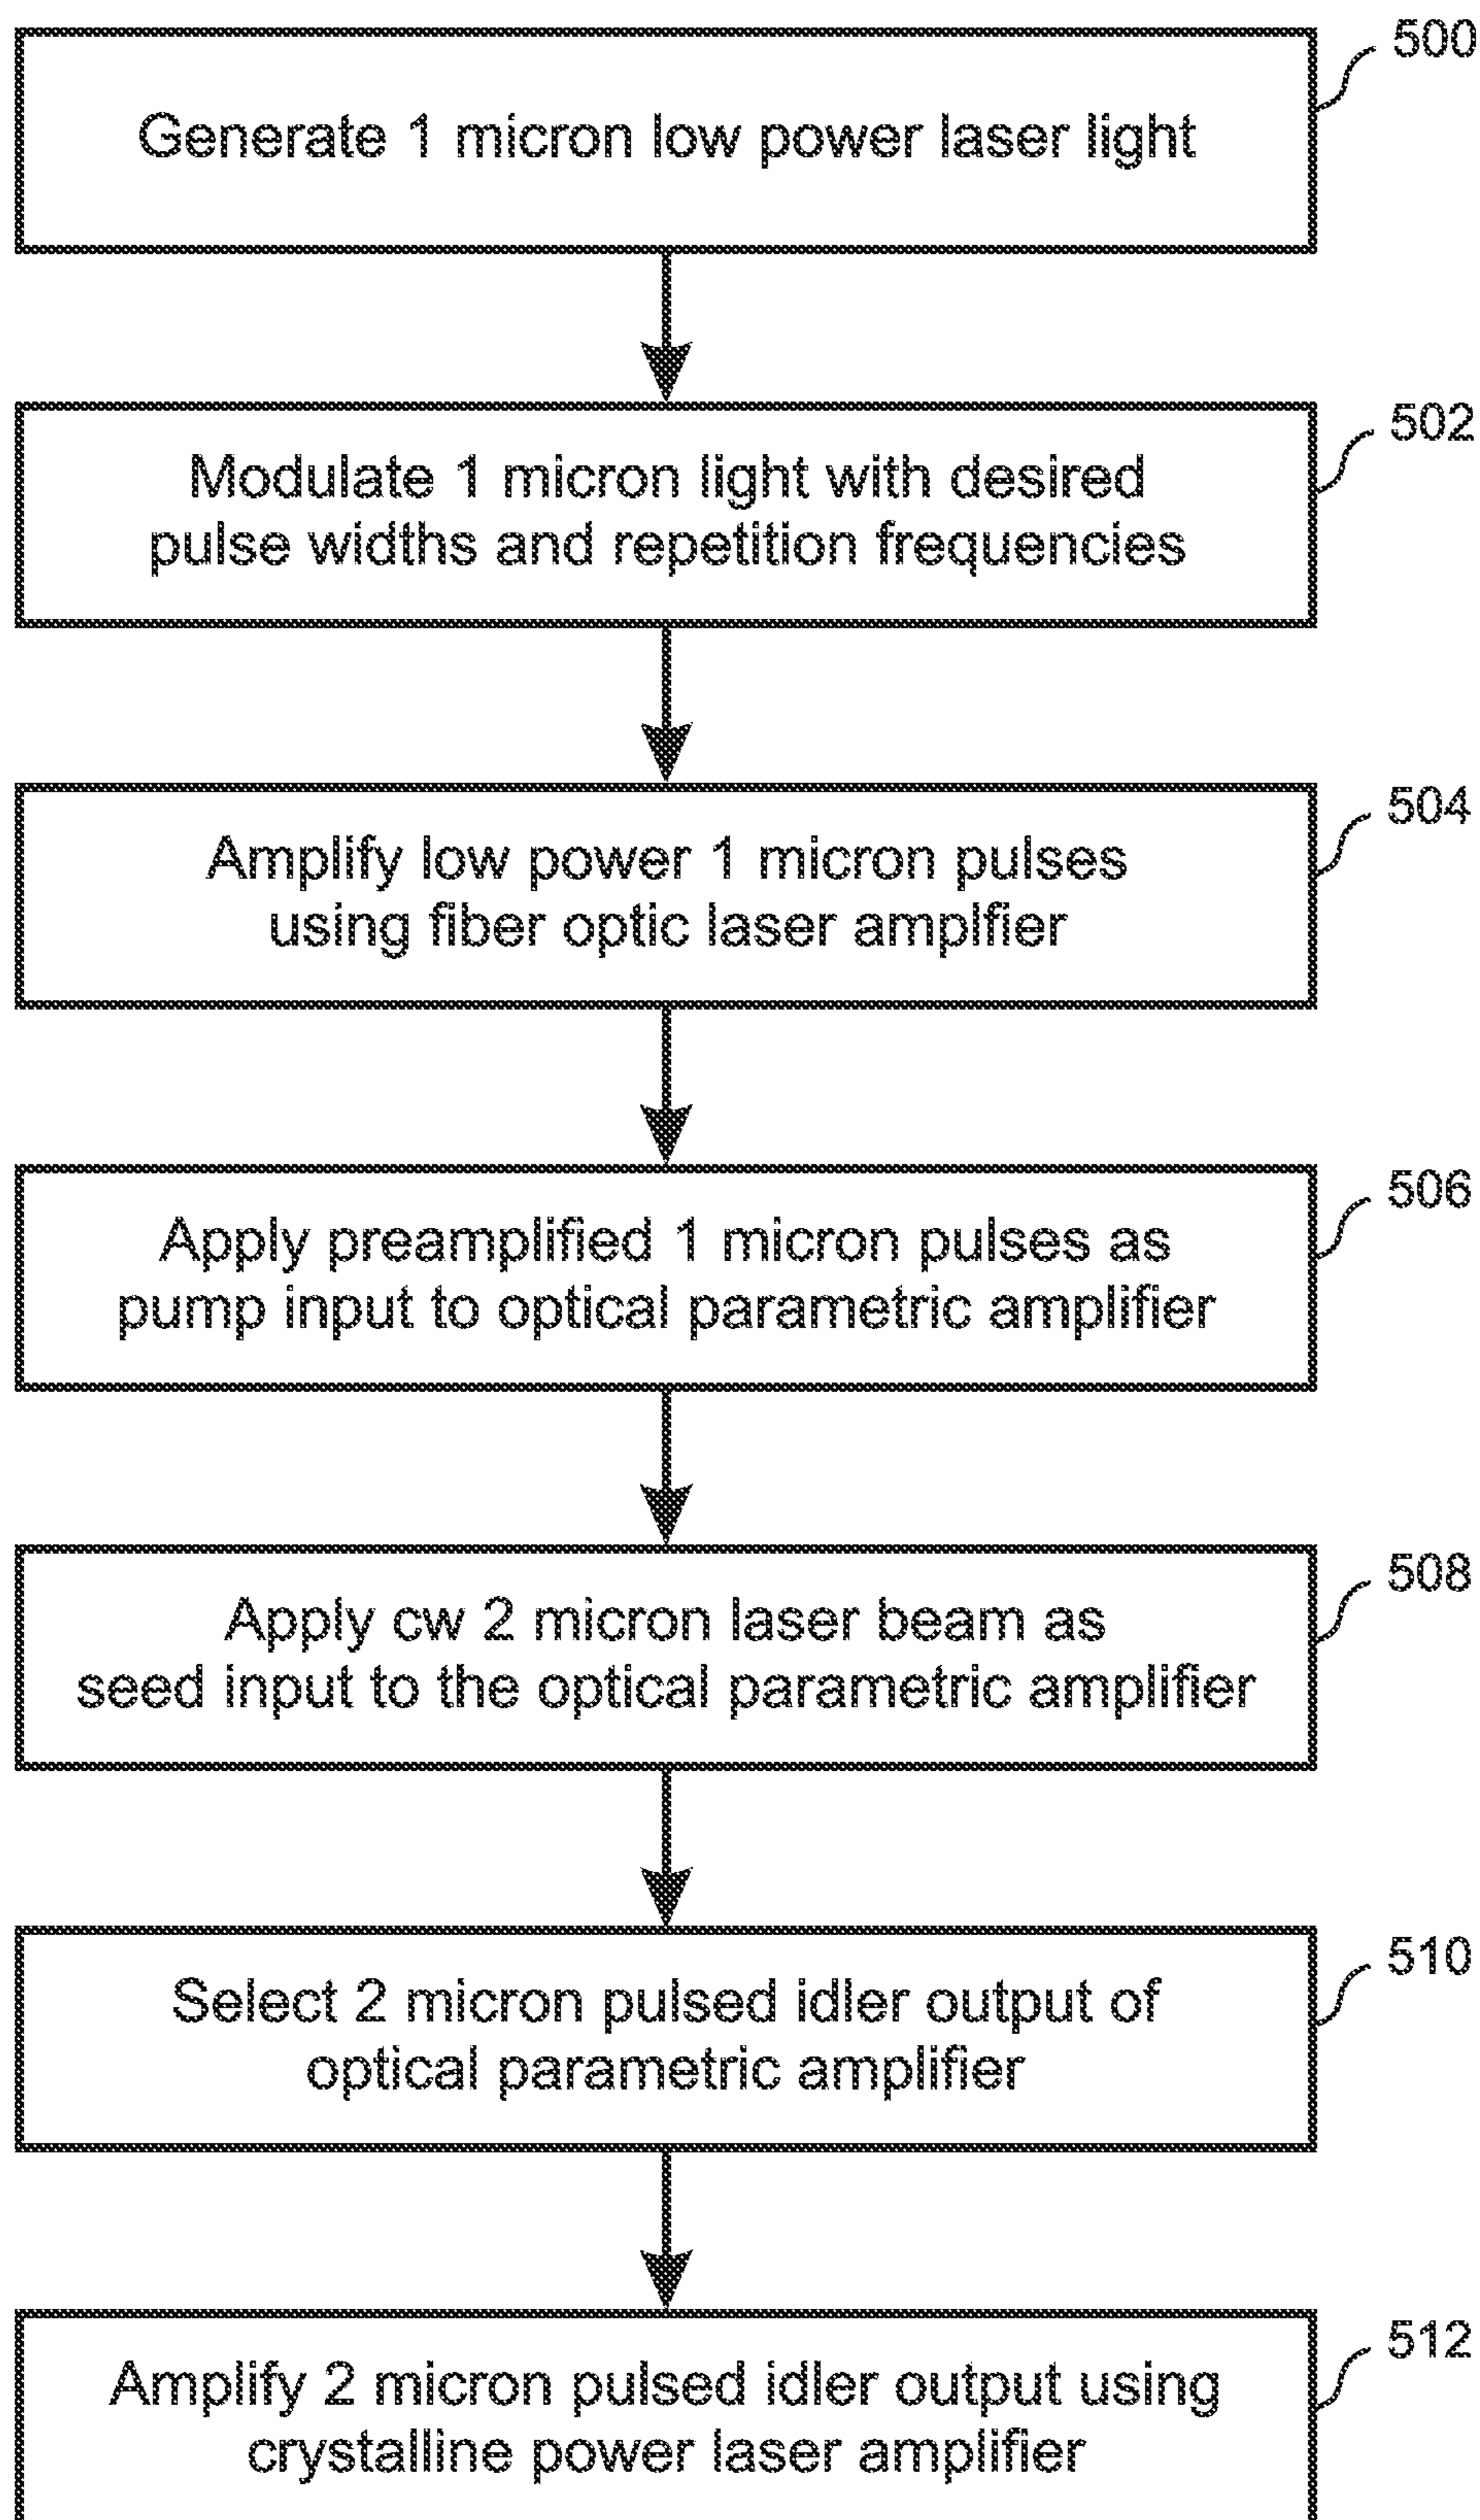 500
Generate 1 micron low power laser light
502
Modulate 1 micron light with desired
pulse widths and repetition frequencies
504
Amplify low power 1 micron pulses
using fiber optic laser amplfier
506
Apply preamplified 1 micron pulses as
pump input to optical parametric amplifier
508
Apply cw 2 micron laser beam as
seed input to the optical parametric amplifier
510
Select 2 micron pulsed idler output of
optical parametric amplifier
512
Amplify 2 micron pulsed idler output using
crystalline power laser amplifier